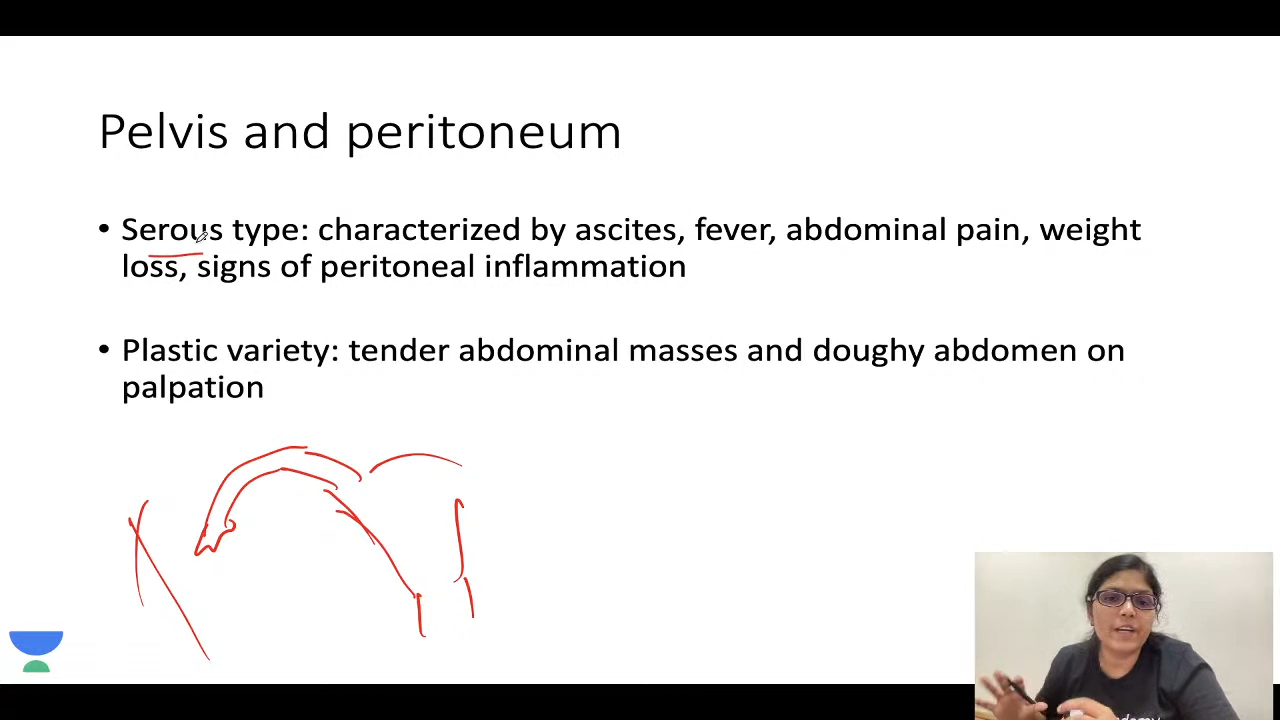 Pelvis and peritoneum
• Serous type: characterized by ascites, fever, abdominal pain, weight
loss, signs of peritoneal inflammation
• Plastic variety: tender abdominal masses and doughy abdomen on
palpation